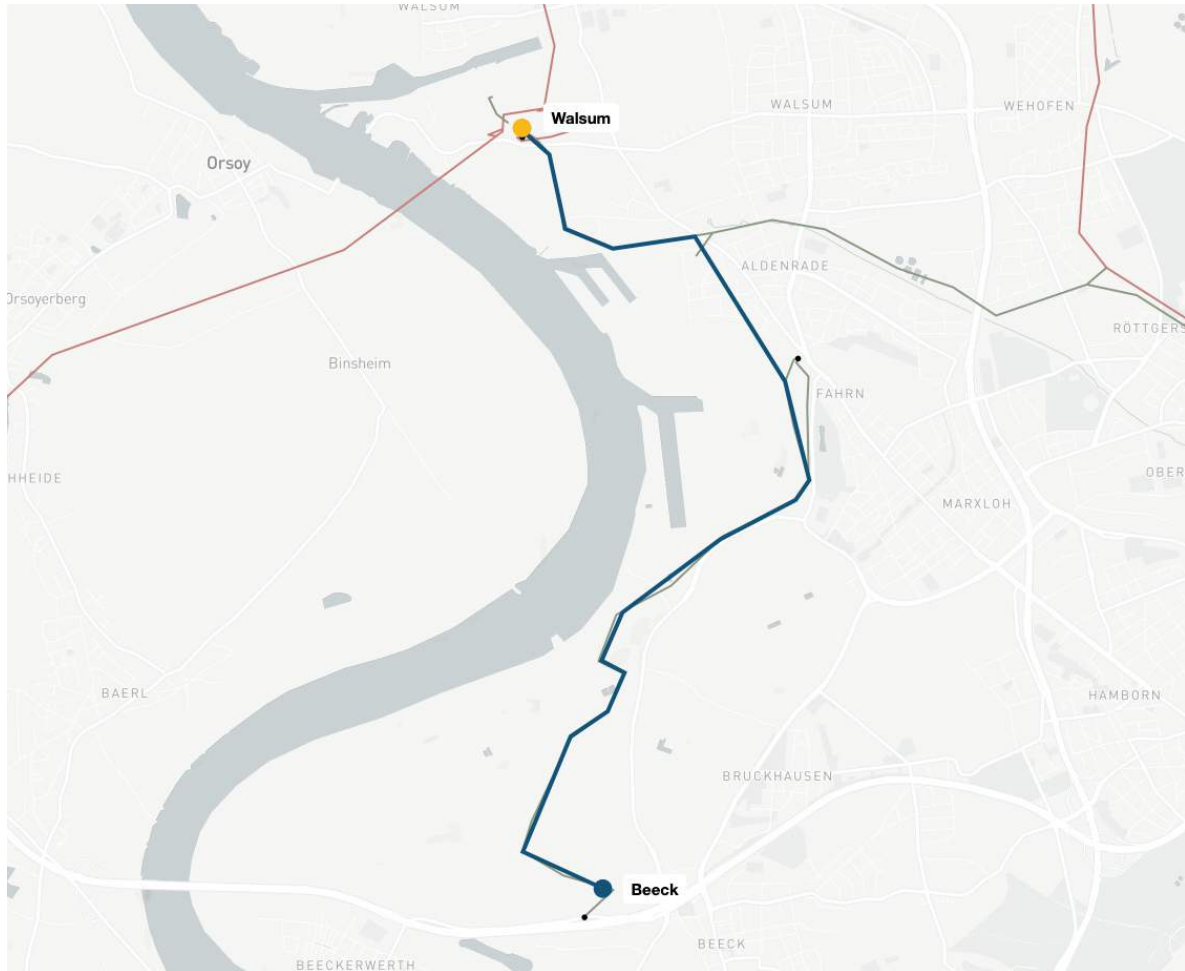 WALSUM
Walsum
WALSUM
WEHOFEN
Orsoy
ALDENRADE
Orsoyerberg
RÖTTGERS
Binsheim
FAHRN
HHEIDE
OBER
MARXLOH
BAERL
HAMBORN
BRUCKHAUSEN
Beeck
BEECK
BEECKERWERTH